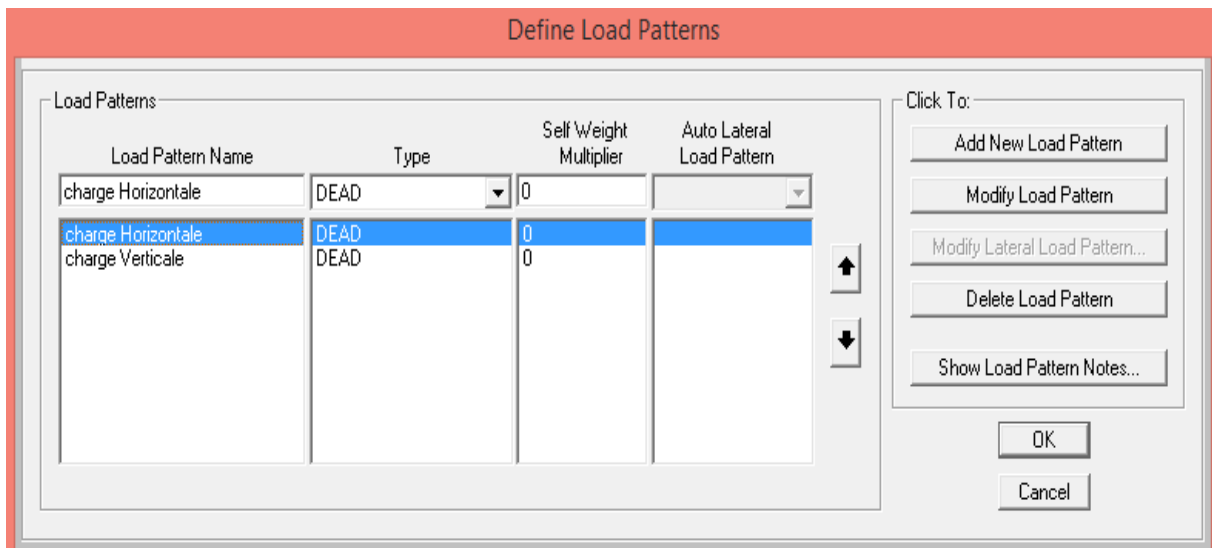 Define Load Patterns
Load Patterns
Load Pattern Name Type Self Weight Multiplier Auto Lateral Load Pattern
charge Horizontale DEAD 0
charge Horizontale DEAD 0
charge Verticale DEAD 0
Click To:
Add New Load Pattern
Modify Load Pattern
Modify Lateral Load Pattern...
Delete Load Pattern
Show Load Pattern Notes...
OK
Cancel